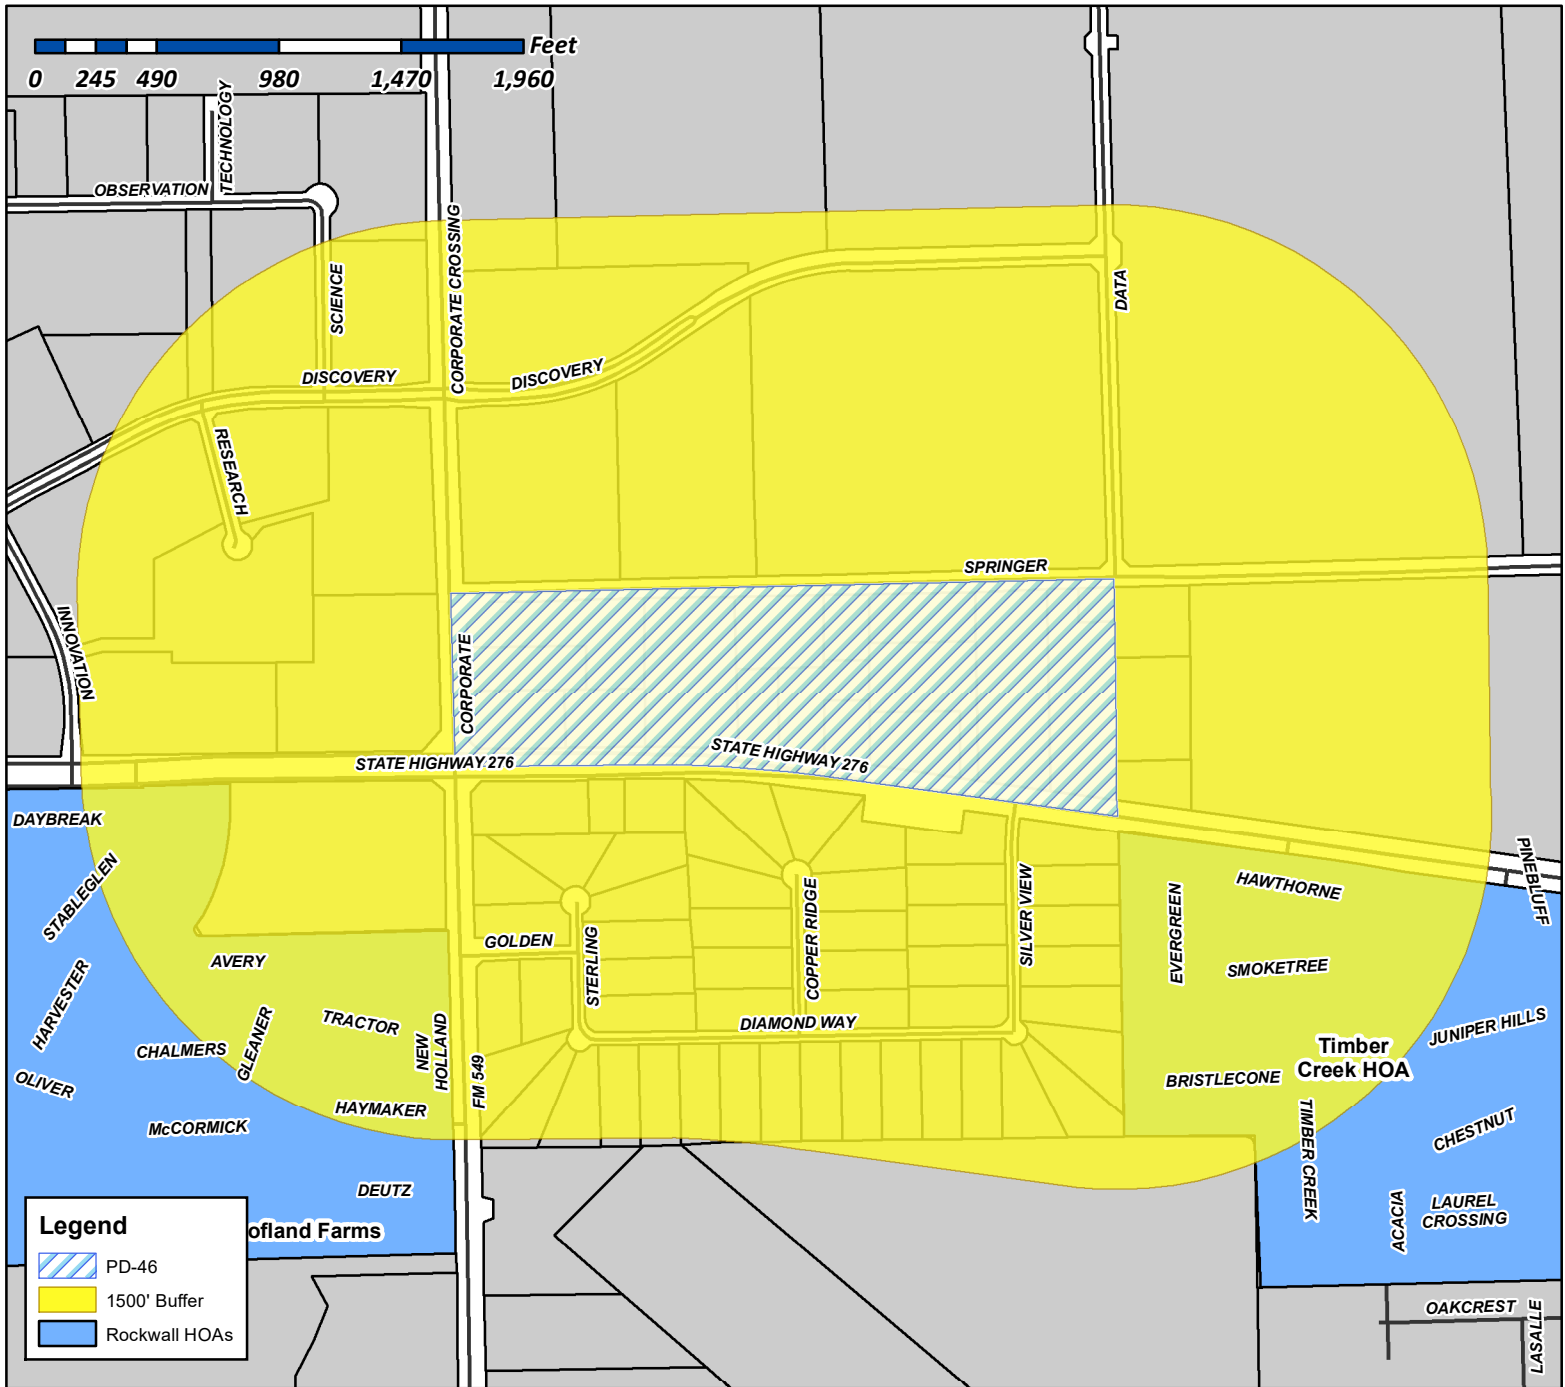 Feet
0 245 490 980 1,470 1,960
TECHNOLOGY
OBSERVATION
CORPORATE CROSSING
SCIENCE
DATA
DISCOVERY
DISCOVERY
RESEARCH
SPRINGER
INNOVATION
CORPORATE
STATE HIGHWAY 276
STATE HIGHWAY 276
DAYBREAK
STABLEGLEN
PINEBLUFF
HAWTHORNE
EVERGREEN
SILVER VIEW
COPPER RIDGE
STERLING
GOLDEN
AVERY
SMOKETREE
HARVESTER
GLEANER
TRACTOR
NEW
HOLLAND
DIAMOND WAY
JUNIPER HILLS
CHALMERS
FM 549
Timber
Creek HOA
OLIVER
BRISTLECONE
HAYMAKER
McCORMICK
TIMBER CREEK
CHESTNUT
DEUTZ
ACACIA
LAUREL
CROSSING
ofland Farms
Legend
PD-46
1500' Buffer
Rockwall HOAs
OAKCREST
LASALLE